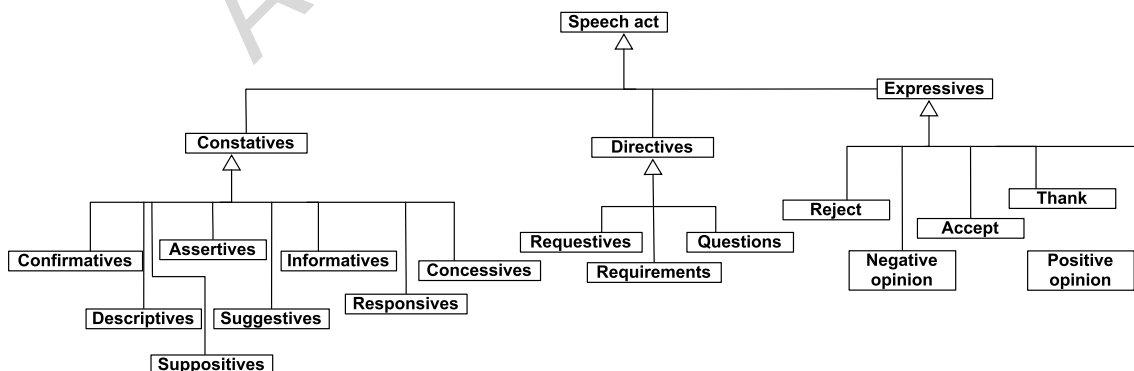 Speech act
Expressives
Constatives
Directives
Thank
Reject
Accept
Requestives
Questions
Assertives
Confirmatives
Informatives
Concessives
Requirements
Negative
opinion
Positive
opinion
Responsives
Descriptives
Suggestives
Suppositives